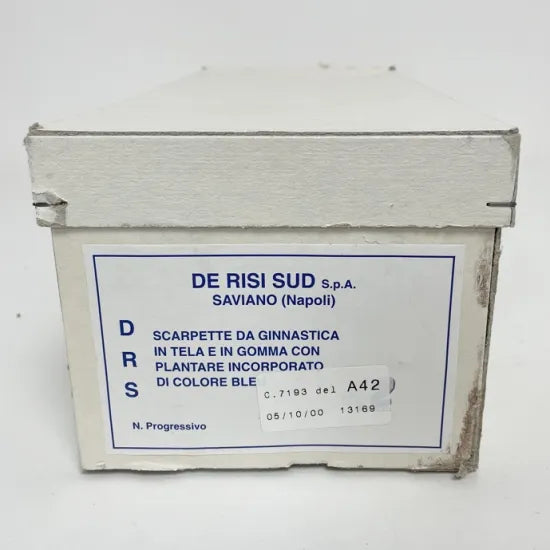 DE RISI SUD S.p.A.
SAVIANO (Napoli)
D R S
SCARPETTE DA GINNASTICA
IN TELA E IN GOMMA CON
PLANTARE INCORPORATO
DI COLORE BLE
C.7193 del A42
05/10/00 13169
N. Progressivo